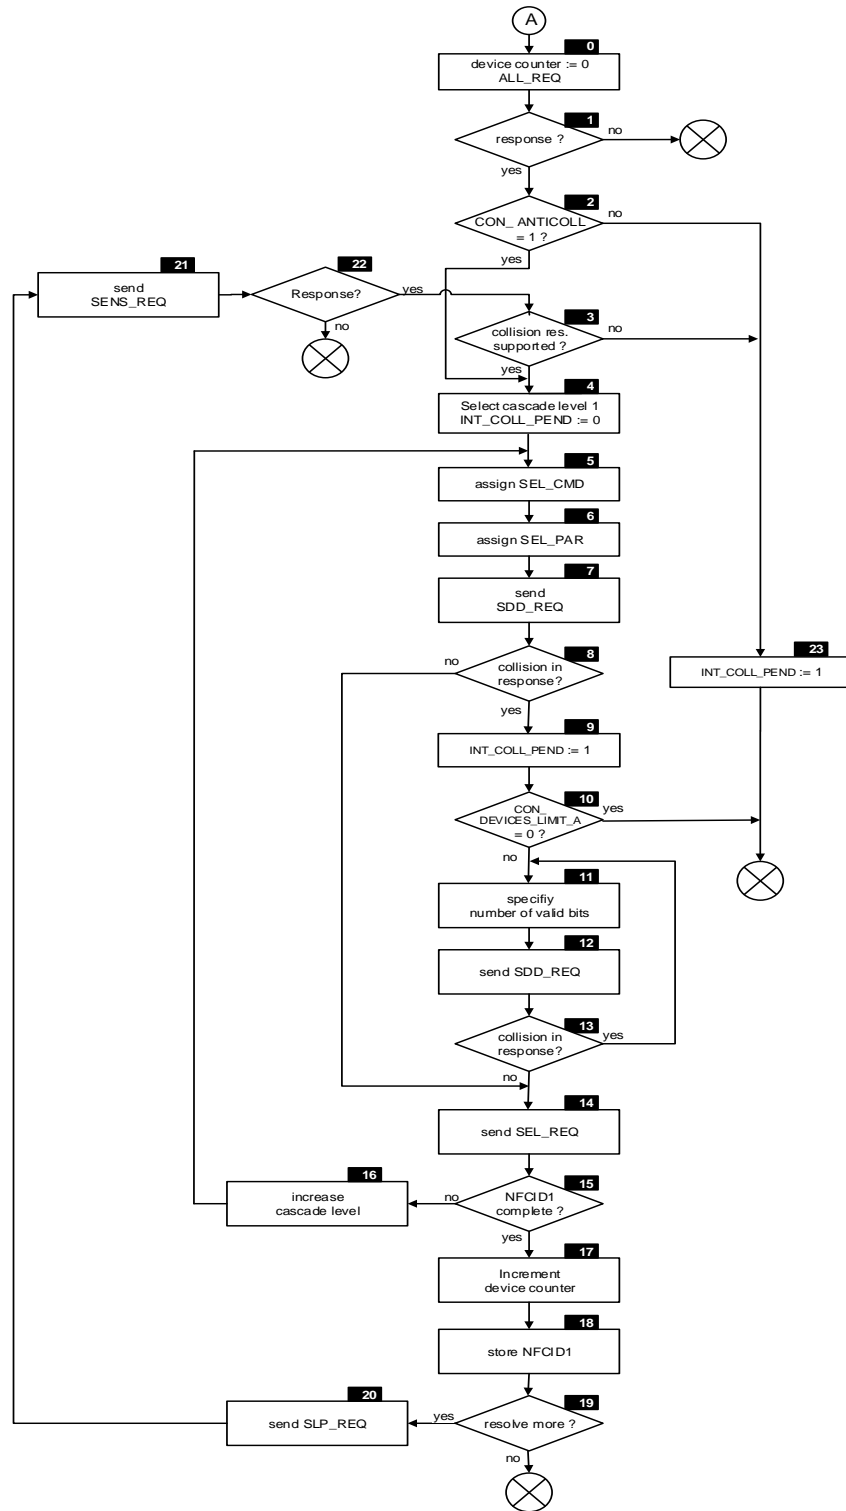 A
0
device counter := 0
ALL_REQ
1
response ?
no
yes
2
CON_ ANTICOLL
= 1 ?
no
yes
21
send
SENS_REQ
22
Response?
yes
no
3
collision res.
supported ?
no
yes
4
Select cascade level 1
INT_COLL_PEND := 0
5
assign SEL_CMD
6
assign SEL_PAR
7
send
SDD_REQ
8
collision in
response?
no
yes
23
INT_COLL_PEND := 1
9
INT_COLL_PEND := 1
10
CON_
DEVICES_LIMIT_A
= 0 ?
yes
no
11
specifiy
number of valid bits
12
send SDD_REQ
13
collision in
response?
yes
no
14
send SEL_REQ
15
NFCID1
complete ?
no
yes
16
increase
cascade level
17
Increment
device counter
18
store NFCID1
19
resolve more ?
yes
no
20
send SLP_REQ